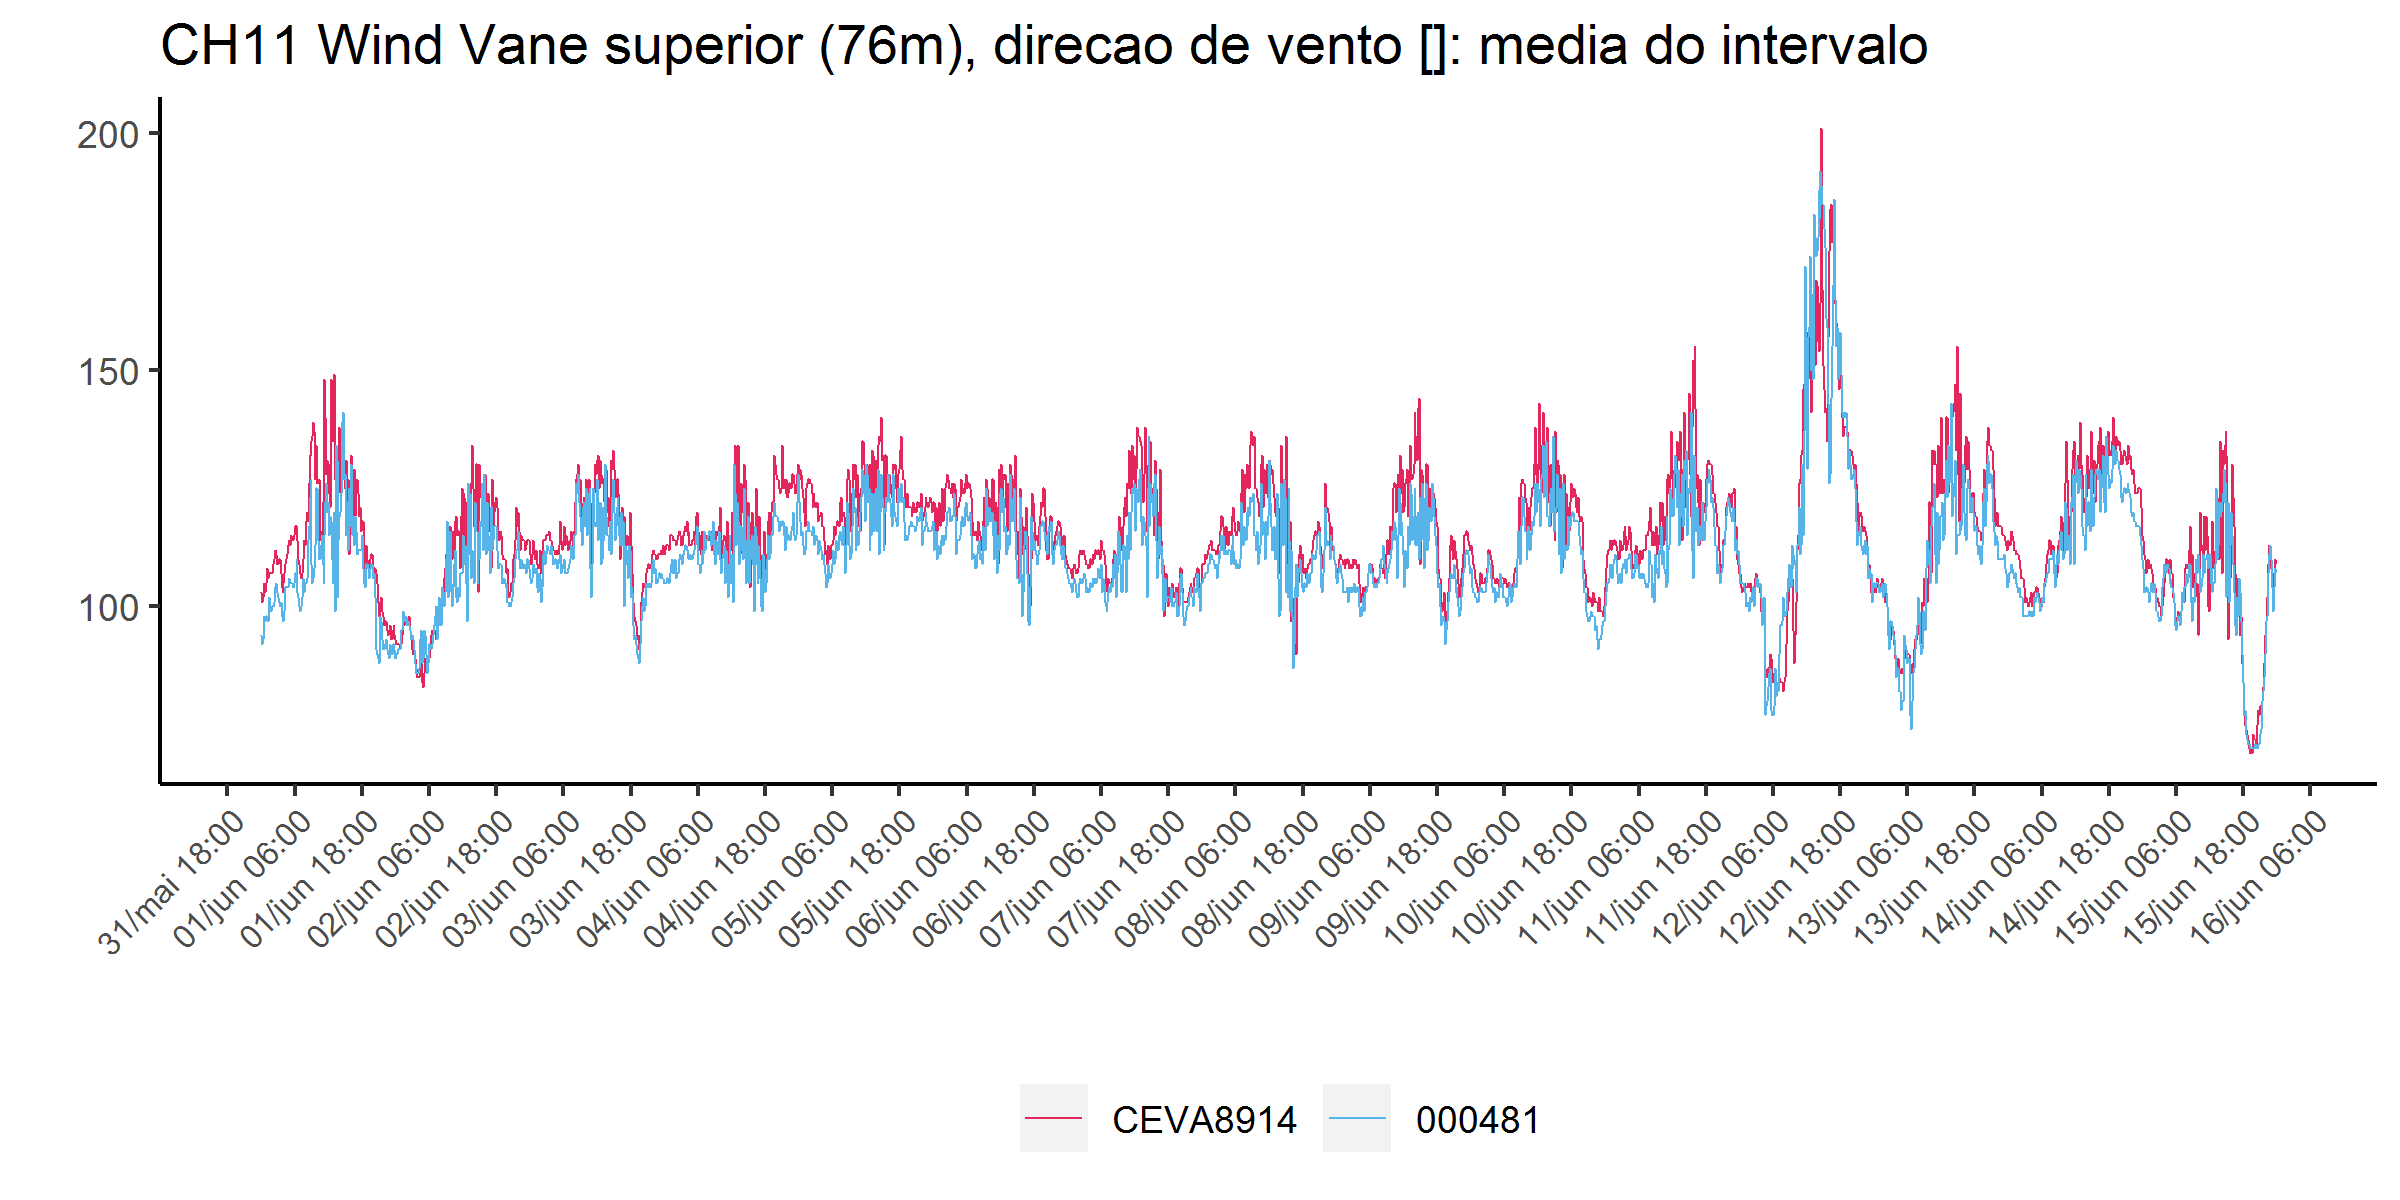 CH11 Wind Vane superior (76m), direcao de vento []: media do intervalo
200
150
100
31/mai 18:00
01/jun 06:00
01/jun 18:00
02/jun 06:00
02/jun 18:00
03/jun 06:00
03/jun 18:00
04/jun 06:00
04/jun 18:00
05/jun 06:00
05/jun 18:00
06/jun 06:00
06/jun 18:00
07/jun 06:00
07/jun 18:00
08/jun 06:00
08/jun 18:00
09/jun 06:00
09/jun 18:00
10/jun 06:00
10/jun 18:00
11/jun 06:00
11/jun 18:00
12/jun 06:00
12/jun 18:00
13/jun 06:00
13/jun 18:00
14/jun 06:00
14/jun 18:00
15/jun 06:00
15/jun 18:00
16/jun 06:00
CEVA8914
000481